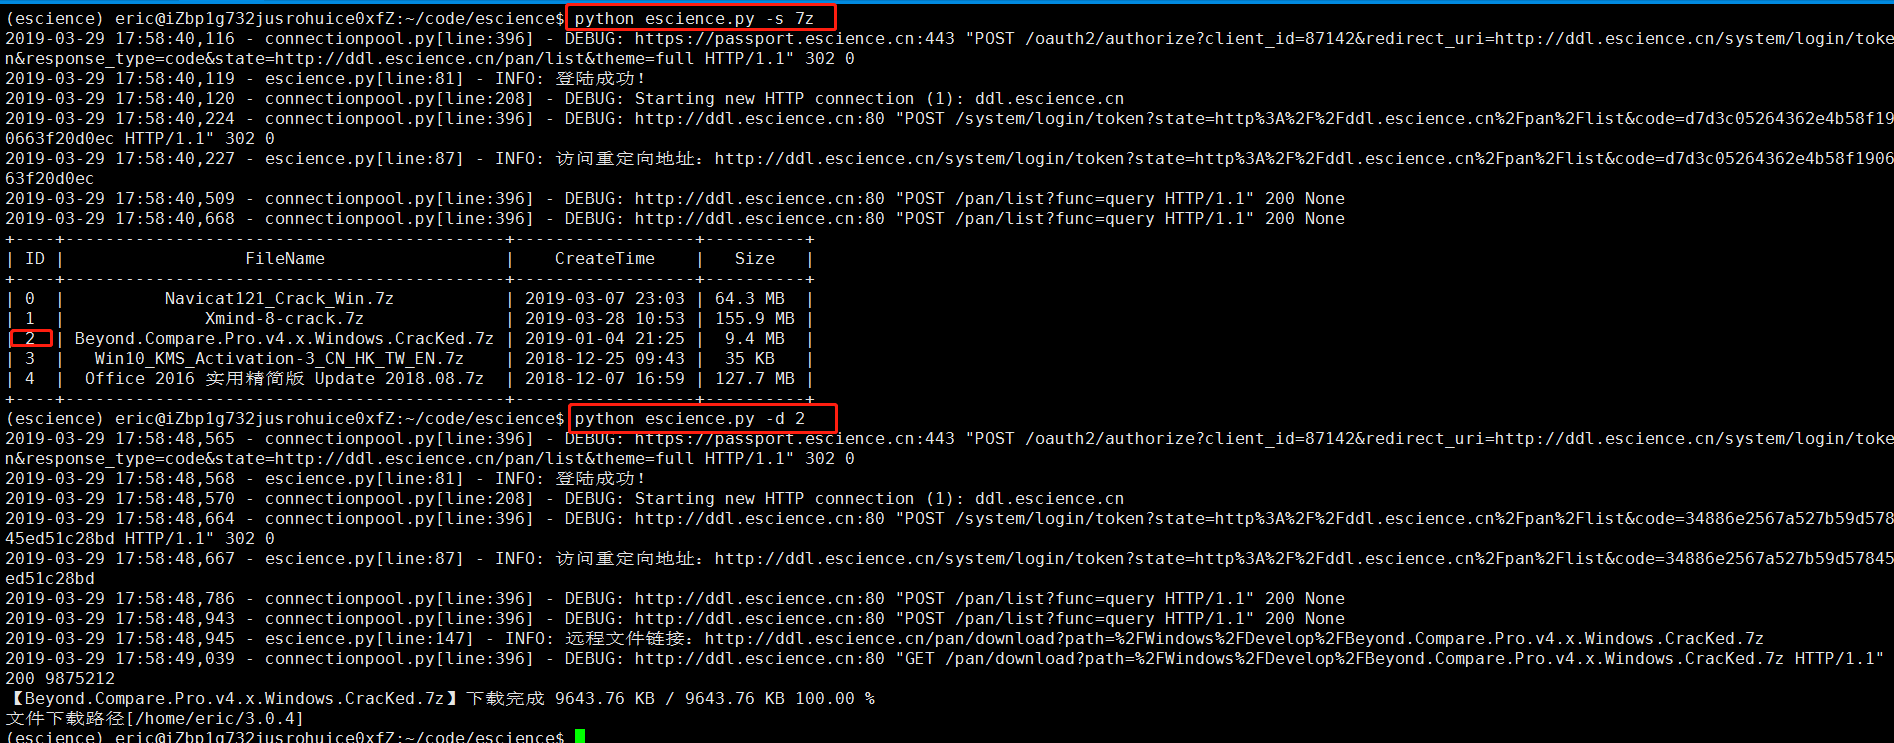 (escience) eric@iZbp1g732jusrohuice0xfZ:~/code/escience$ python escience.py -s 7z
2019-03-29 17:58:40,116 - connectionpool.py[line:396] - DEBUG: https://passport.escience.cn:443 "POST /oauth2/authorize?client_id=87142&redirect_uri=http://ddl.escience.cn/system/login/toke
n&response_type=code&state=http://ddl.escience.cn/pan/list&theme=full HTTP/1.1" 302 0
2019-03-29 17:58:40,119 - escience.py[line:81] - INFO: 登陆成功!
2019-03-29 17:58:40,120 - connectionpool.py[line:208] - DEBUG: Starting new HTTP connection (1): ddl.escience.cn
2019-03-29 17:58:40,224 - connectionpool.py[line:396] - DEBUG: http://ddl.escience.cn:80 "POST /system/login/token?state=http%3A%2F%2Fddl.escience.cn%2Fpan%2Flist&code=d7d3c05264362e4b58f19
0663f20d0ec HTTP/1.1" 302 0
2019-03-29 17:58:40,227 - escience.py[line:87] - INFO: 访问重定向地址：http://ddl.escience.cn/system/login/token?state=http%3A%2F%2Fddl.escience.cn%2Fpan%2Flist&code=d7d3c05264362e4b58f1906
63f20d0ec
2019-03-29 17:58:40,509 - connectionpool.py[line:396] - DEBUG: http://ddl.escience.cn:80 "POST /pan/list?func=query HTTP/1.1" 200 None
2019-03-29 17:58:40,668 - connectionpool.py[line:396] - DEBUG: http://ddl.escience.cn:80 "POST /pan/list?func=query HTTP/1.1" 200 None
+----+--------------------------------------------+------------------+----------+
| ID | FileName | CreateTime | Size |
+----+--------------------------------------------+------------------+----------+
| 0 | Navicat121_Crack_Win.7z | 2019-03-07 23:03 | 64.3 MB |
| 1 | Xmind-8-crack.7z | 2019-03-28 10:53 | 155.9 MB |
| 2 | Beyond.Compare.Pro.v4.x.Windows.CracKed.7z | 2019-01-04 21:25 | 9.4 MB |
| 3 | Win10_KMS_Activation-3_CN_HK_TW_EN.7z | 2018-12-25 09:43 | 35 KB |
| 4 | Office 2016 实用精简版 Update 2018.08.7z | 2018-12-07 16:59 | 127.7 MB |
+----+--------------------------------------------+------------------+----------+
(escience) eric@iZbp1g732jusrohuice0xfZ:~/code/escience$ python escience.py -d 2
2019-03-29 17:58:48,565 - connectionpool.py[line:396] - DEBUG: https://passport.escience.cn:443 "POST /oauth2/authorize?client_id=87142&redirect_uri=http://ddl.escience.cn/system/login/toke
n&response_type=code&state=http://ddl.escience.cn/pan/list&theme=full HTTP/1.1" 302 0
2019-03-29 17:58:48,568 - escience.py[line:81] - INFO: 登陆成功!
2019-03-29 17:58:48,570 - connectionpool.py[line:208] - DEBUG: Starting new HTTP connection (1): ddl.escience.cn
2019-03-29 17:58:48,664 - connectionpool.py[line:396] - DEBUG: http://ddl.escience.cn:80 "POST /system/login/token?state=http%3A%2F%2Fddl.escience.cn%2Fpan%2Flist&code=34886e2567a527b59d578
45ed51c28bd HTTP/1.1" 302 0
2019-03-29 17:58:48,667 - escience.py[line:87] - INFO: 访问重定向地址：http://ddl.escience.cn/system/login/token?state=http%3A%2F%2Fddl.escience.cn%2Fpan%2Flist&code=34886e2567a527b59d57845
ed51c28bd
2019-03-29 17:58:48,786 - connectionpool.py[line:396] - DEBUG: http://ddl.escience.cn:80 "POST /pan/list?func=query HTTP/1.1" 200 None
2019-03-29 17:58:48,943 - connectionpool.py[line:396] - DEBUG: http://ddl.escience.cn:80 "POST /pan/list?func=query HTTP/1.1" 200 None
2019-03-29 17:58:48,945 - escience.py[line:147] - INFO: 远程文件链接：http://ddl.escience.cn/pan/download?path=%2FWindows%2FDevelop%2FBeyond.Compare.Pro.v4.x.Windows.CracKed.7z
2019-03-29 17:58:49,039 - connectionpool.py[line:396] - DEBUG: http://ddl.escience.cn:80 "GET /pan/download?path=%2FWindows%2FDevelop%2FBeyond.Compare.Pro.v4.x.Windows.CracKed.7z HTTP/1.1"
200 9875212
【Beyond.Compare.Pro.v4.x.Windows.CracKed.7z】下载完成 9643.76 KB / 9643.76 KB 100.00 %
文件下载路径[/home/eric/3.0.4]
(escience) eric@iZbp1g732jusrohuice0xfZ:~/code/escience$